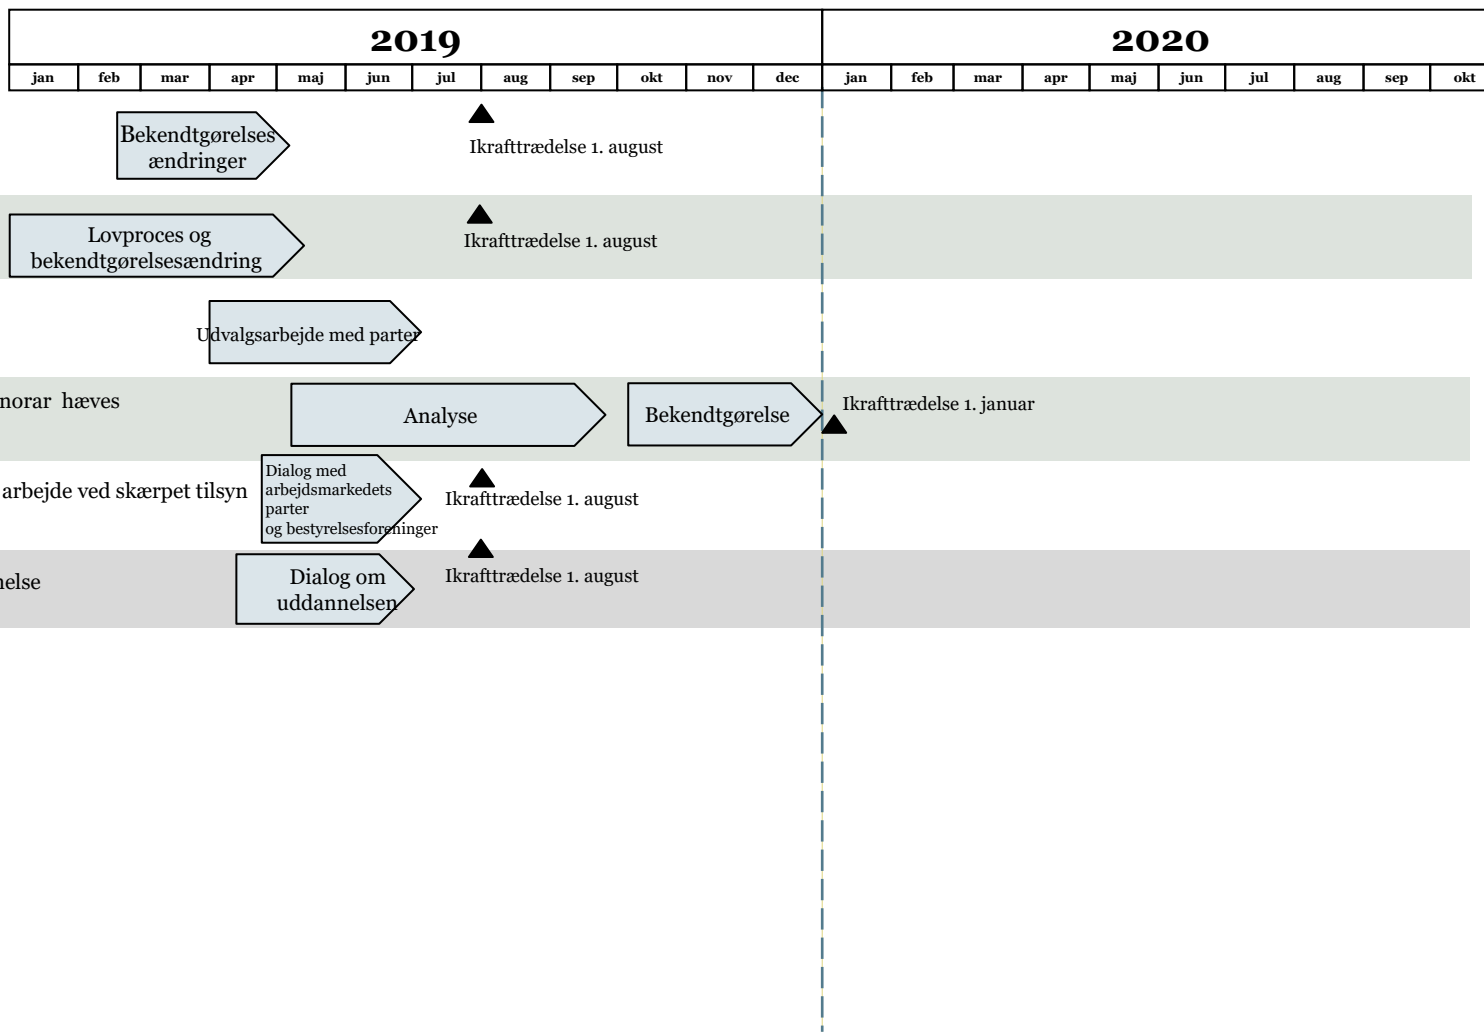 2019
2020
jan feb mar apr maj jun jul aug sep okt nov dec jan feb mar apr maj jun jul aug sep okt
Bekendtgørelses
ændringer
Ikrafttrædelse 1. august
Lovproces og
bekendtgørelsesændring
Ikrafttrædelse 1. august
Udvalgsarbejde med parter
norar hæves
Analyse
Bekendtgørelse
Ikrafttrædelse 1. januar
arbejde ved skærpet tilsyn
Dialog med
arbejdsmarkedets
parter
og bestyrelsesforeninger
Ikrafttrædelse 1. august
nelse
Dialog om
uddannelsen
Ikrafttrædelse 1. august